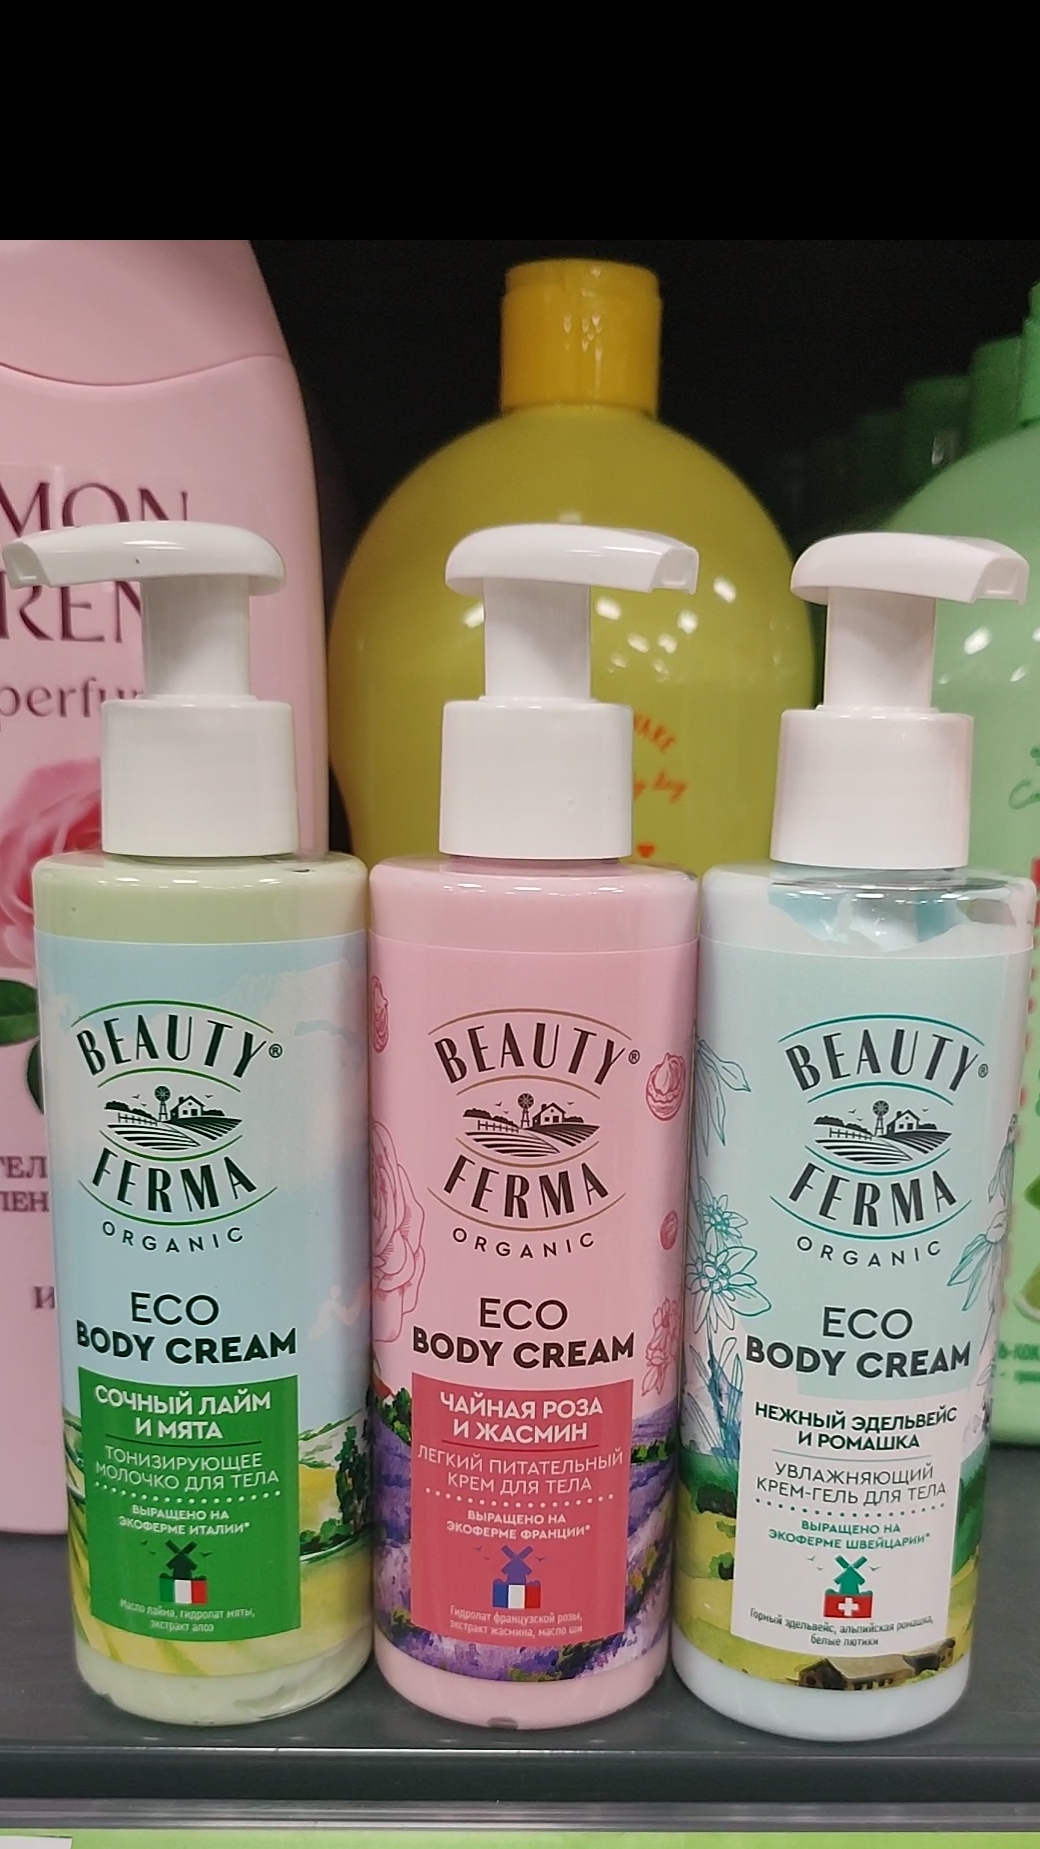 perfu
BEAUTY®
FERMA
ORGANIC
ECO
BODY CREAM
СОЧНЫЙ ЛАЙМ
И МЯТА
ТОНИЗИРУЮЩЕЕ
МОЛОЧКО ДЛЯ ТЕЛА
ВЫРАЩЕНО НА
ЭКОФЕРМЕ ИТАЛИИ*
Масло лайма, гидролат мяты,
экстракт алоэ
BEAUTY®
FERMA
ORGANIC
ECO
BODY CREAM
ЧАЙНАЯ РОЗА
И ЖАСМИН
ЛЕГКИЙ ПИТАТЕЛЬНЫЙ
КРЕМ ДЛЯ ТЕЛА
ВЫРАЩЕНО НА
ЭКОФЕРМЕ ФРАНЦИИ*
Гидролат французской розы,
экстракт жасмина, масло ши
BEAUTY®
FERMA
ORGANIC
ECO
BODY CREAM
НЕЖНЫЙ ЭДЕЛЬВЕЙС
И РОМАШКА
УВЛАЖНЯЮЩИЙ
КРЕМ-ГЕЛЬ ДЛЯ ТЕЛА
ВЫРАЩЕНО НА
ЭКОФЕРМЕ ШВЕЙЦАРИИ*
Горный эдельвейс, альпийская ромашка,
белые лютики